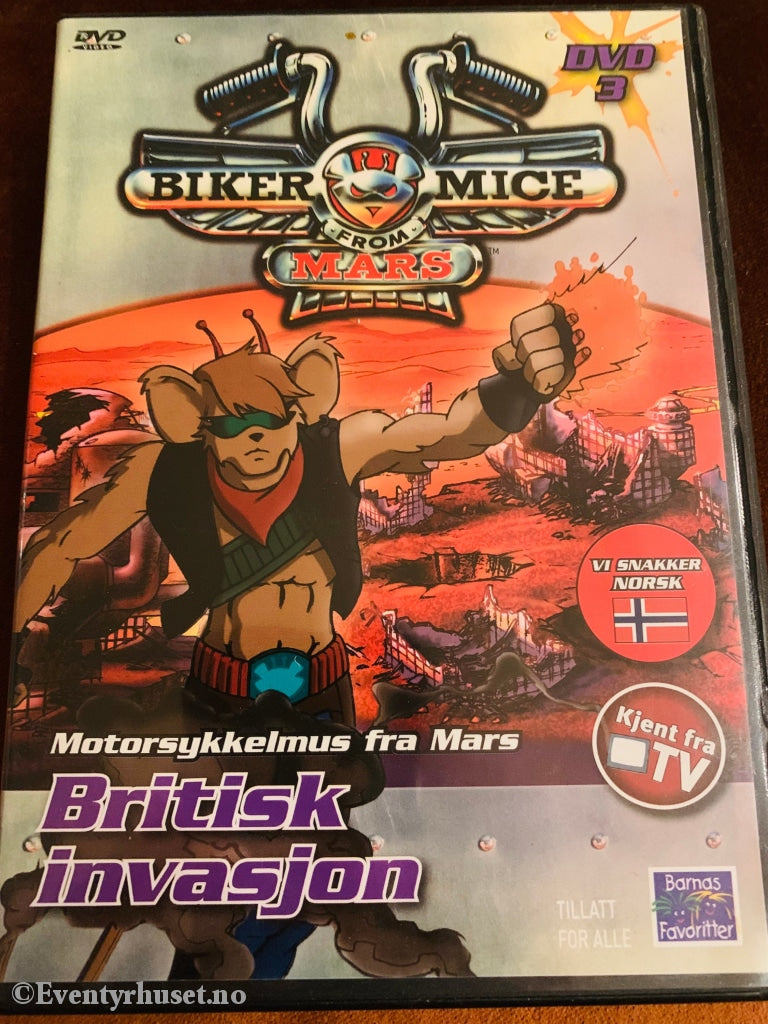 DVD
VIDEO
DVD
3
BIKER MICE
FROM
MARS
TM
VI SNAKKER
NORSK
Kjent fra
TV
Motorsykkelmus fra Mars
Britisk
invasjon
TILLATT
FOR ALLE
Barnas
Favoritter
©Eventyrhuset.no